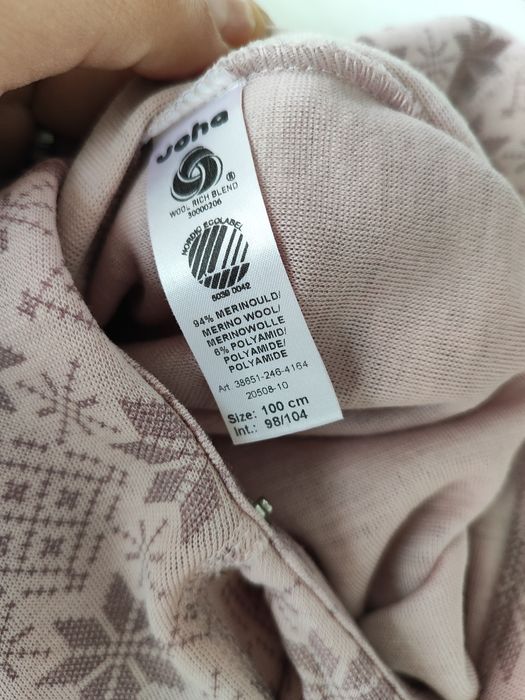 Joha
WOOL RICH BLEND
30000206
NORDIC ECOLABEL
5039 0042
94% MERINOULD/
MERINO WOOL/
MERINOWOLLE
6% POLYAMID/
POLYAMIDE/
POLYAMIDE
Art. 38651-246-4164
20508-10
Size: 100 cm
Int.: 98/104